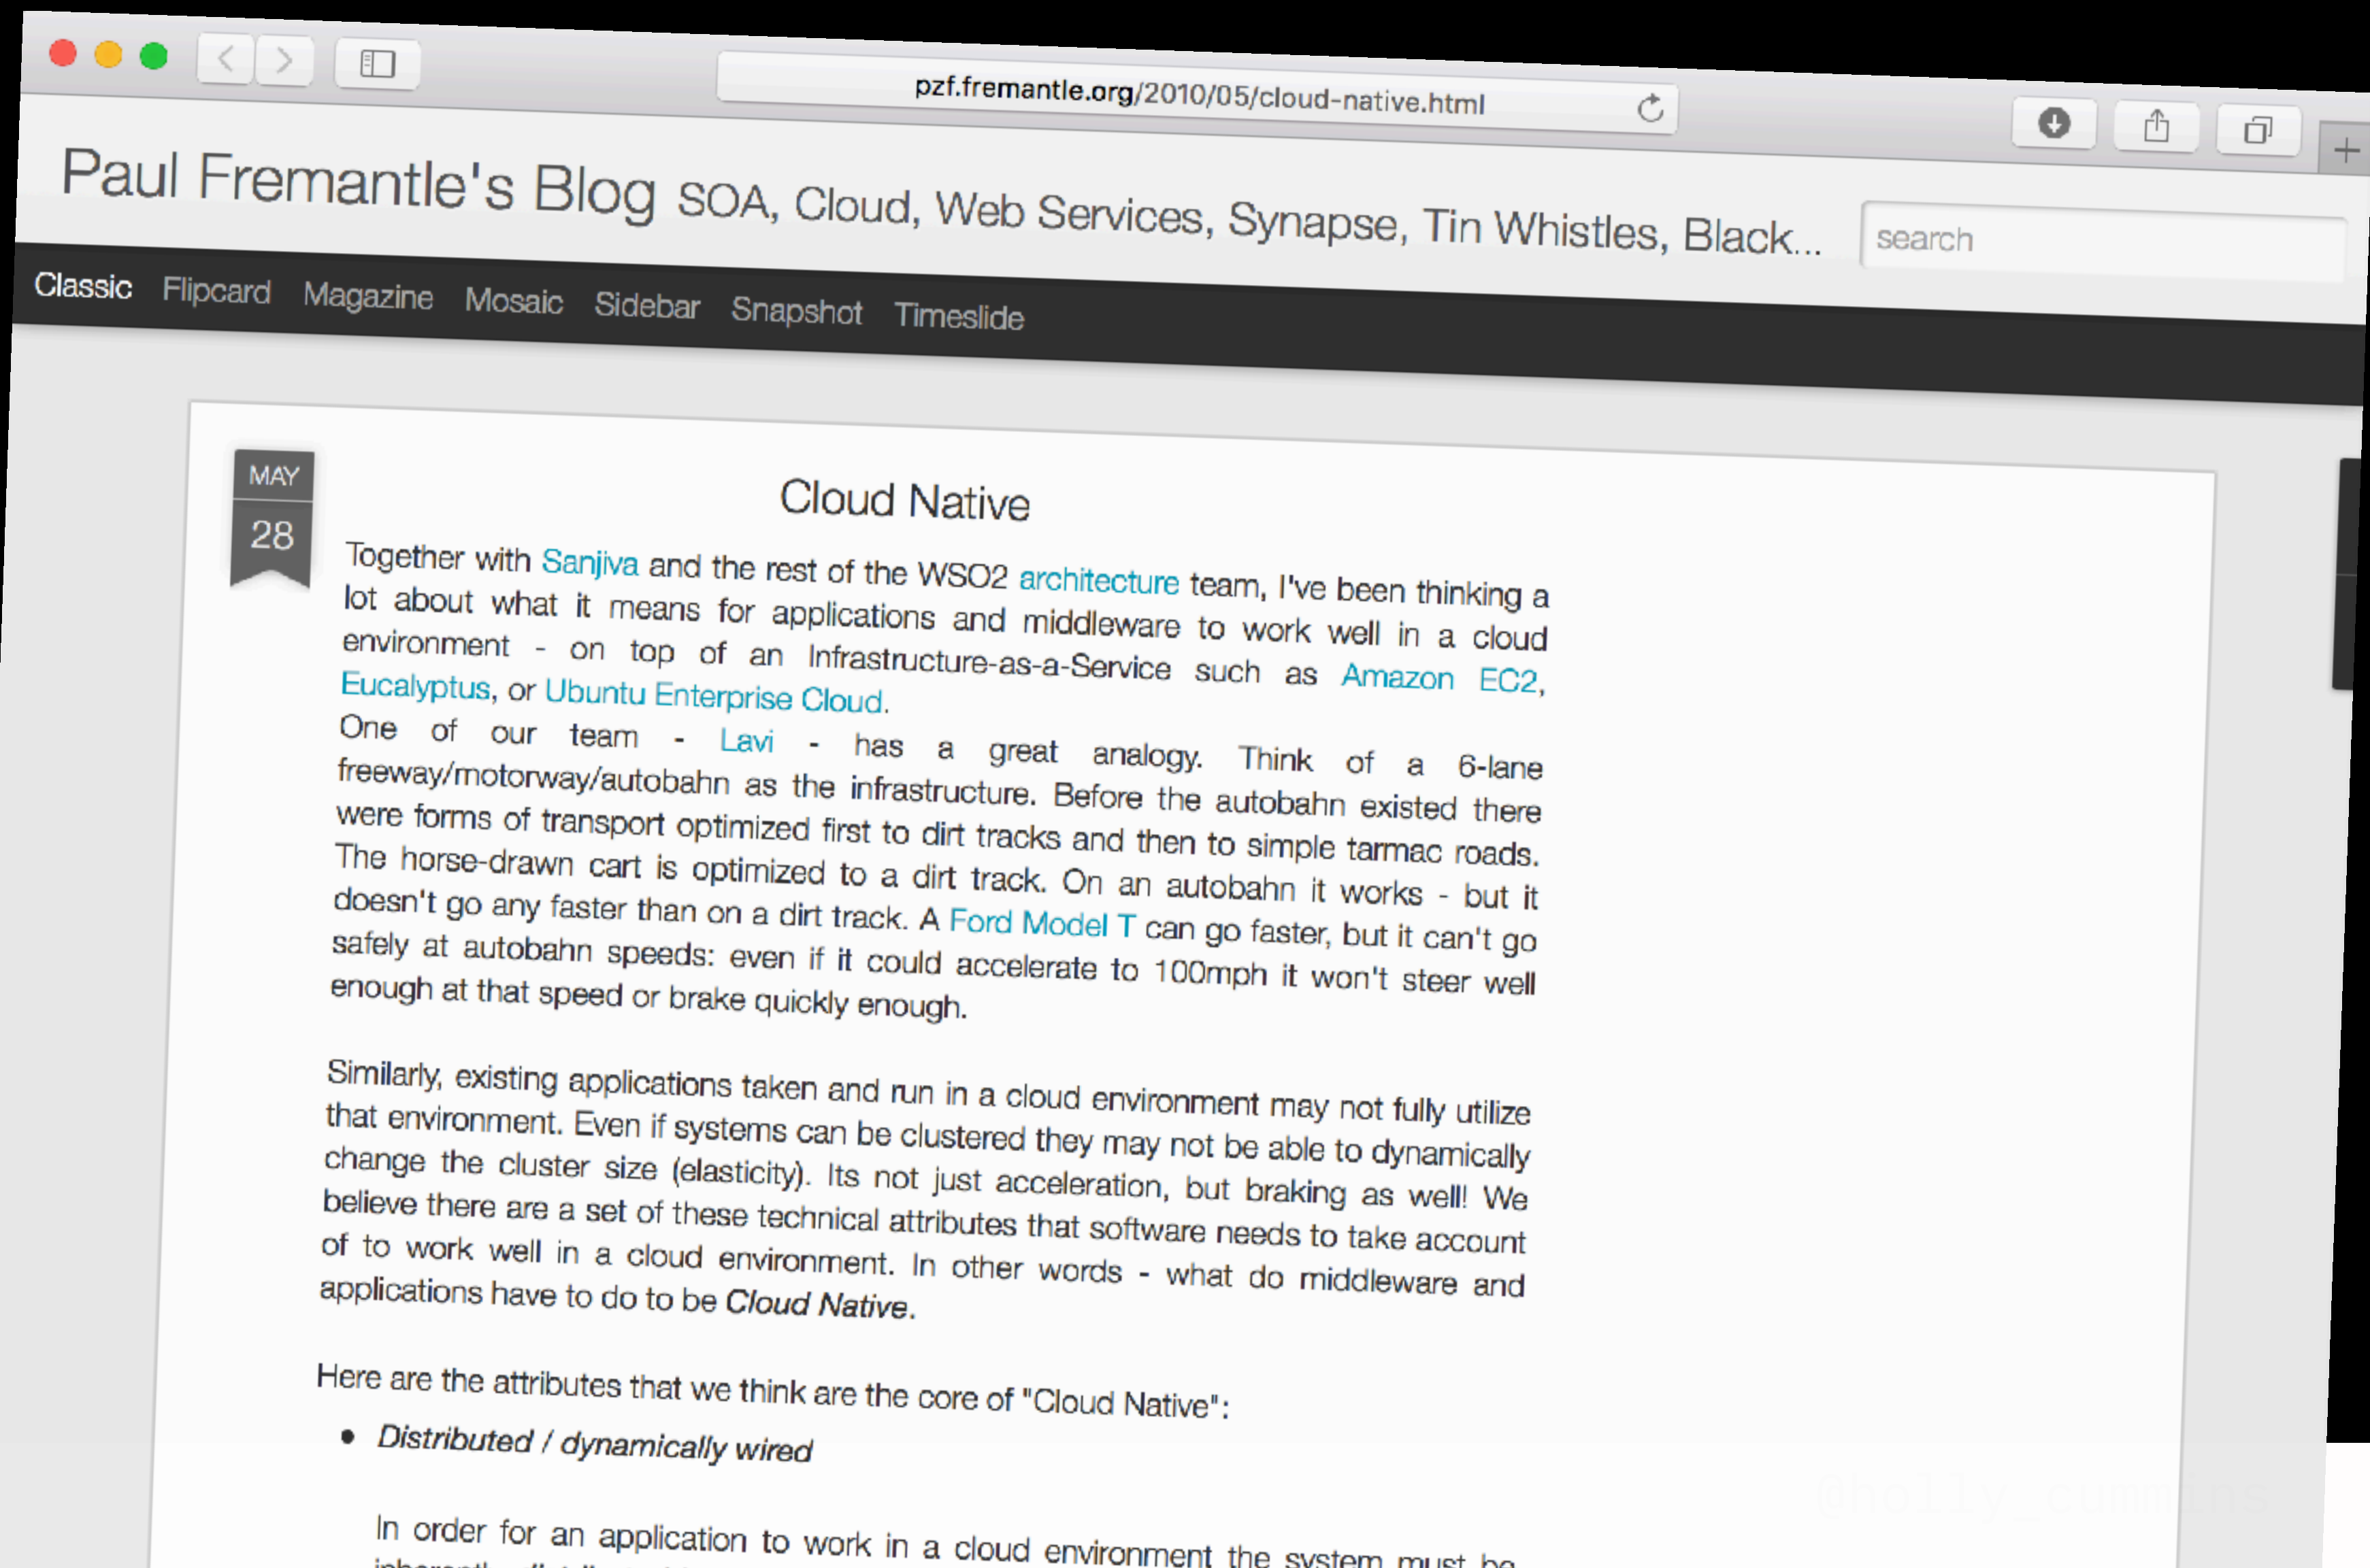 pzf.fremantle.org/2010/05/cloud-native.html
Paul Fremantle's Blog SOA, Cloud, Web Services, Synapse, Tin Whistles, Black...
search
Classic Flipcard Magazine Mosaic Sidebar Snapshot Timeslide
MAY
28
Cloud Native
Together with Sanjiva and the rest of the WSO2 architecture team, I've been thinking a
lot about what it means for applications and middleware to work well in a cloud
environment - on top of an Infrastructure-as-a-Service such as Amazon EC2,
Eucalyptus, or Ubuntu Enterprise Cloud.
One of our team - Lavi - has a great analogy. Think of a 6-lane
freeway/motorway/autobahn as the infrastructure. Before the autobahn existed there
were forms of transport optimized first to dirt tracks and then to simple tarmac roads.
The horse-drawn cart is optimized to a dirt track. On an autobahn it works - but it
doesn't go any faster than on a dirt track. A Ford Model T can go faster, but it can't go
safely at autobahn speeds: even if it could accelerate to 100mph it won't steer well
enough at that speed or brake quickly enough.
Similarly, existing applications taken and run in a cloud environment may not fully utilize
that environment. Even if systems can be clustered they may not be able to dynamically
change the cluster size (elasticity). Its not just acceleration, but braking as well! We
believe there are a set of these technical attributes that software needs to take account
of to work well in a cloud environment. In other words - what do middleware and
applications have to do to be Cloud Native.
Here are the attributes that we think are the core of "Cloud Native":
• Distributed / dynamically wired
In order for an application to work in a cloud environment the system must be
@holly_cummins